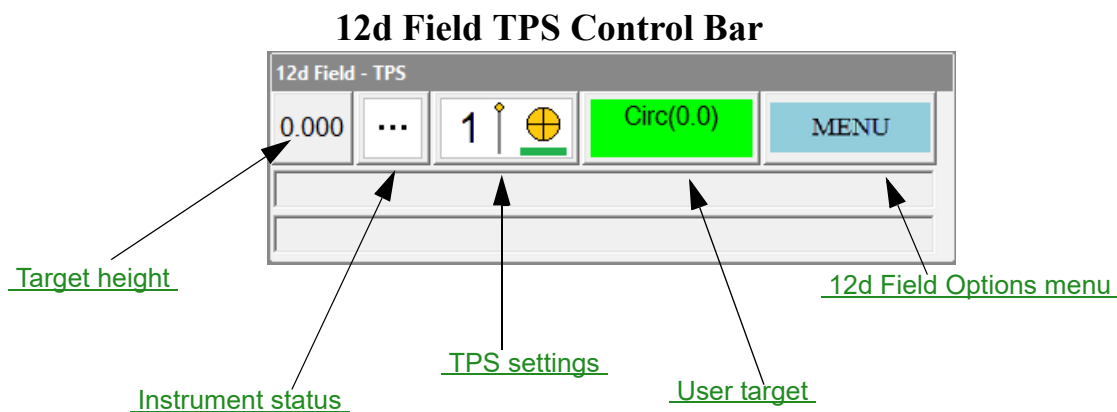 12d Field TPS Control Bar
12d Field - TPS
0.000 ... 1 Circ(0.0) MENU
Target height
12d Field Options menu
TPS settings
User target
Instrument status